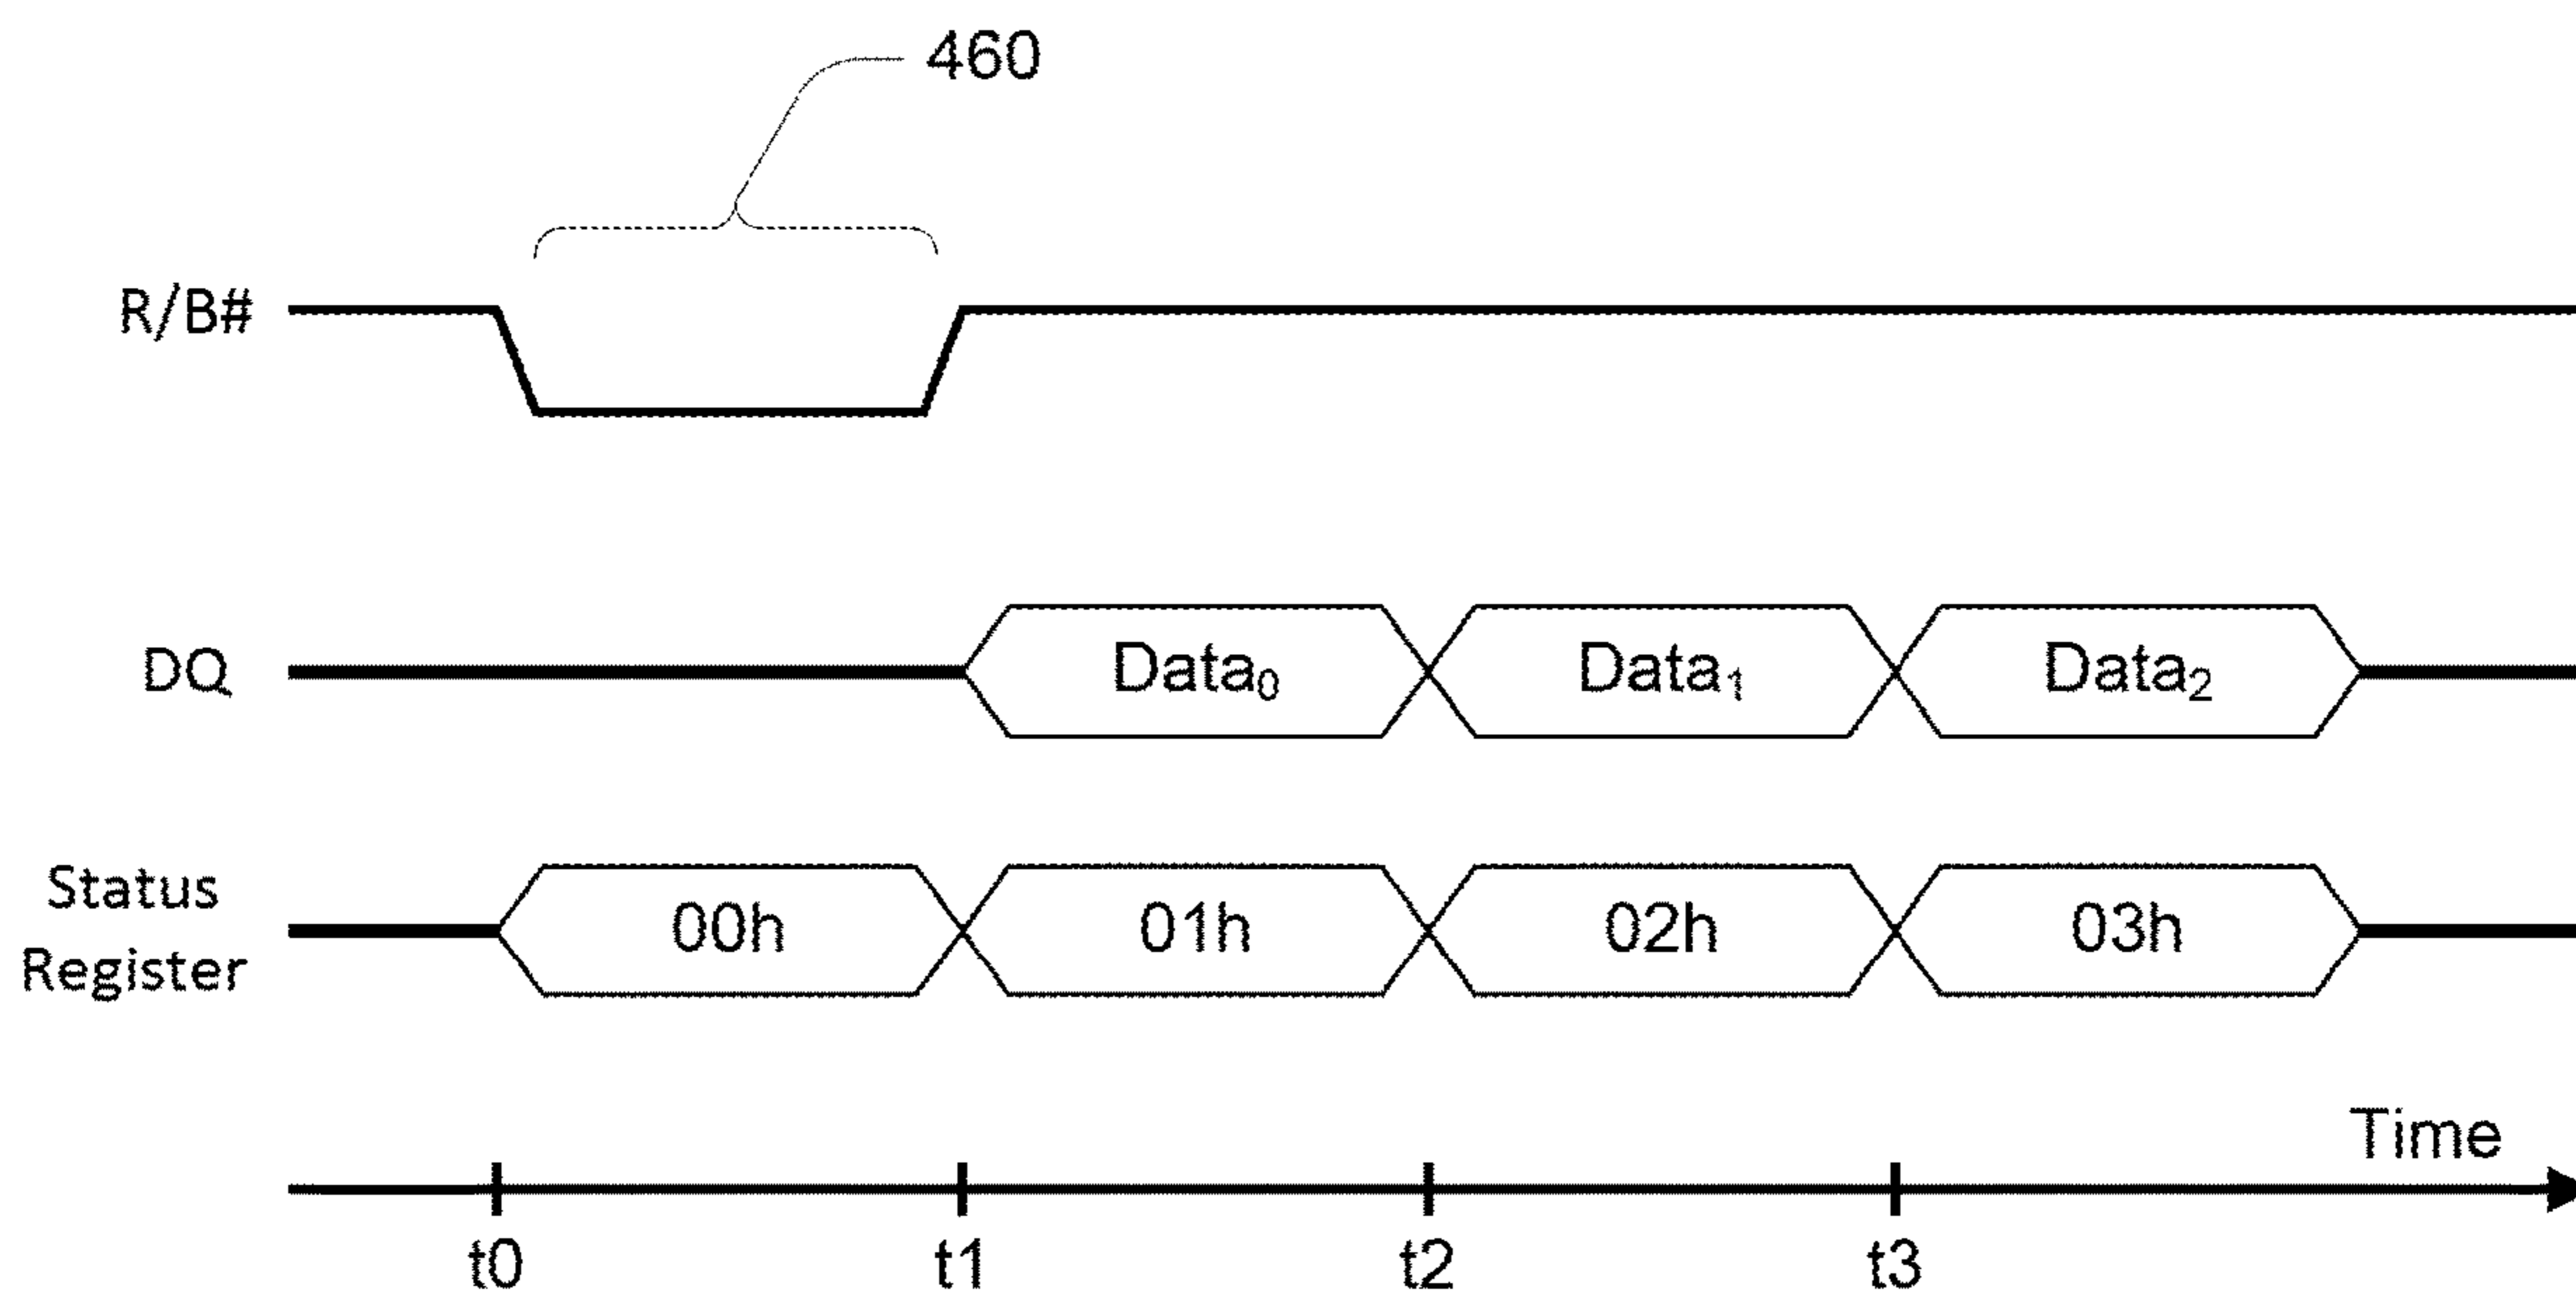 460
R/B#
DQ Data₀ Data₁ Data₂
Status
Register
00h 01h 02h 03h
Time
t0 t1 t2 t3